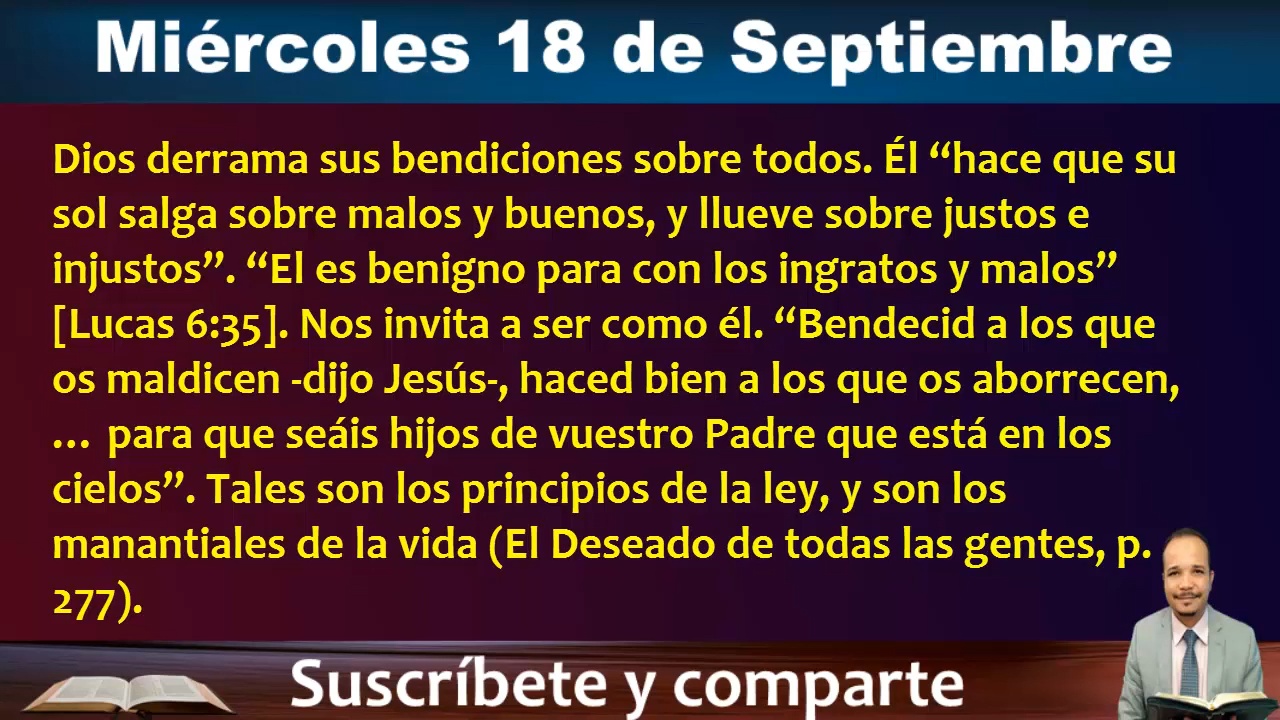 Miércoles 18 de Septiembre
Dios derrama sus bendiciones sobre todos. Él “hace que su
sol salga sobre malos y buenos, y llueve sobre justos e
injustos”. “El es benigno para con los ingratos y malos”
[Lucas 6:35]. Nos invita a ser como él. “Bendecid a los que
os maldicen -dijo Jesús-, haced bien a los que os aborrecen,
… para que seáis hijos de vuestro Padre que está en los
cielos”. Tales son los principios de la ley, y son los
manantiales de la vida (El Deseado de todas las gentes, p.
277).
Suscríbete y comparte